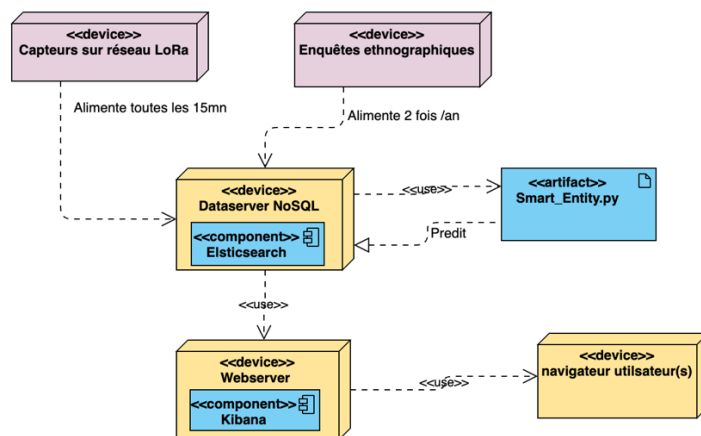 <<device>>
Capteurs sur réseau LoRa
<<device>>
Enquêtes ethnographiques
Alimente toutes les 15mn
Alimente 2 fois /an
<<device>>
Dataserver NoSQL
<<component>>
Elsticsearch
<<use>>
<<artifact>>
Smart_Entity.py
Predit
<<use>>
<<device>>
Webserver
<<component>>
Kibana
<<use>>
<<device>>
navigateur utilsateur(s)